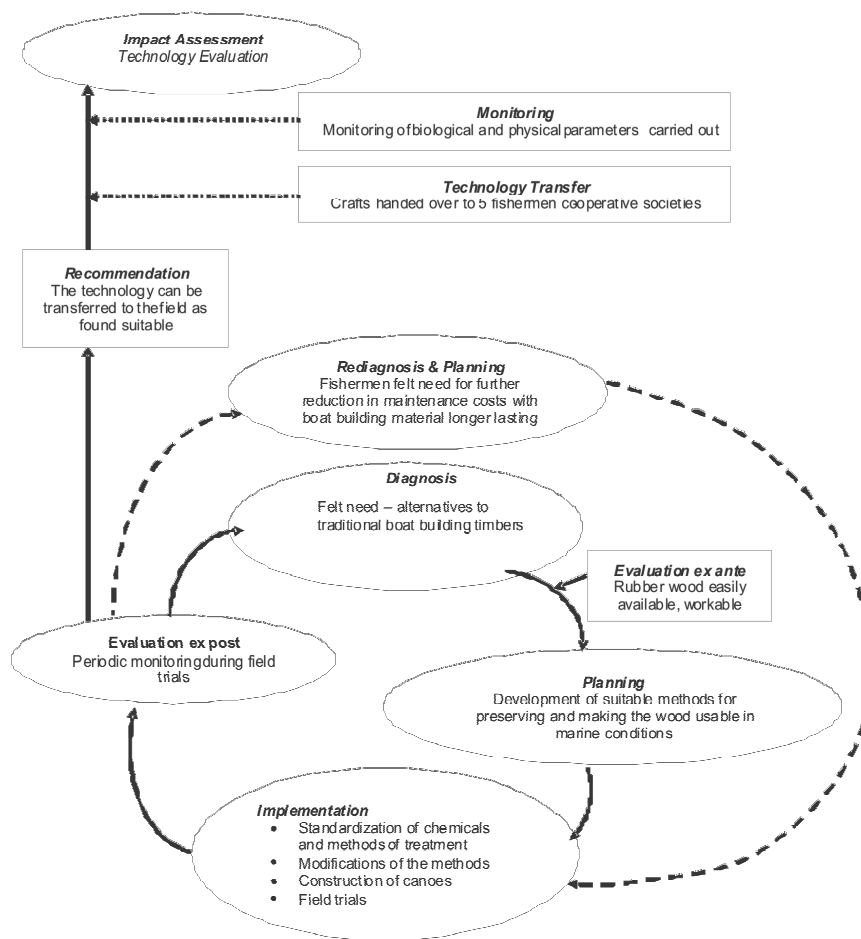 Impact Assessment
Technology Evaluation
Monitoring
Monitoring of biological and physical parameters carried out
Technology Transfer
Crafts handed over to 5 fishermen cooperative societies
Recommendation
The technology can be
transferred to the field as
found suitable
Rediagnosis & Planning
Fishermen felt need for further
reduction in maintenance costs with
boat building material longer lasting
Diagnosis
Felt need – alternatives to
traditional boat building timbers
Evaluation ex ante
Rubber wood easily
available, workable
Evaluation ex post
Periodic monitoring during field
trials
Planning
Development of suitable methods for
preserving and making the wood usable in
marine conditions
Implementation
• Standardization of chemicals
and methods of treatment
• Modifications of the methods
• Construction of canoes
• Field trials